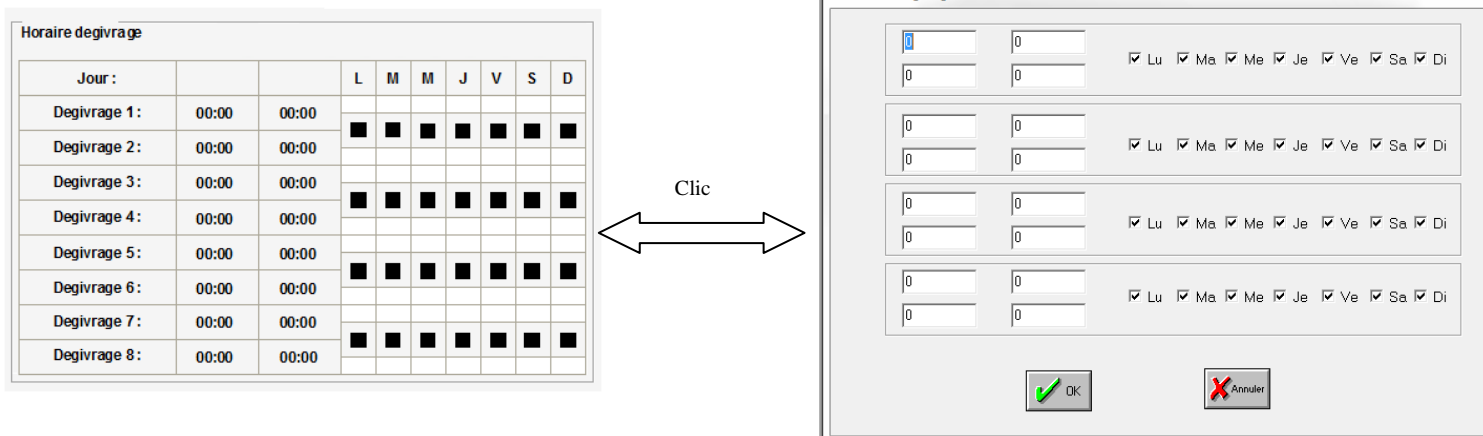 Horaire degivrage
Jour : L M M J V S D
Degivrage 1 : 00:00 00:00
Degivrage 2 : 00:00 00:00
Degivrage 3 : 00:00 00:00
Degivrage 4 : 00:00 00:00
Degivrage 5 : 00:00 00:00
Degivrage 6 : 00:00 00:00
Degivrage 7 : 00:00 00:00
Degivrage 8 : 00:00 00:00
Clic
0 0
0 0
Lu Ma Me Je Ve Sa Di
0 0
0 0
Lu Ma Me Je Ve Sa Di
0 0
0 0
Lu Ma Me Je Ve Sa Di
0 0
0 0
Lu Ma Me Je Ve Sa Di
OK Annuler